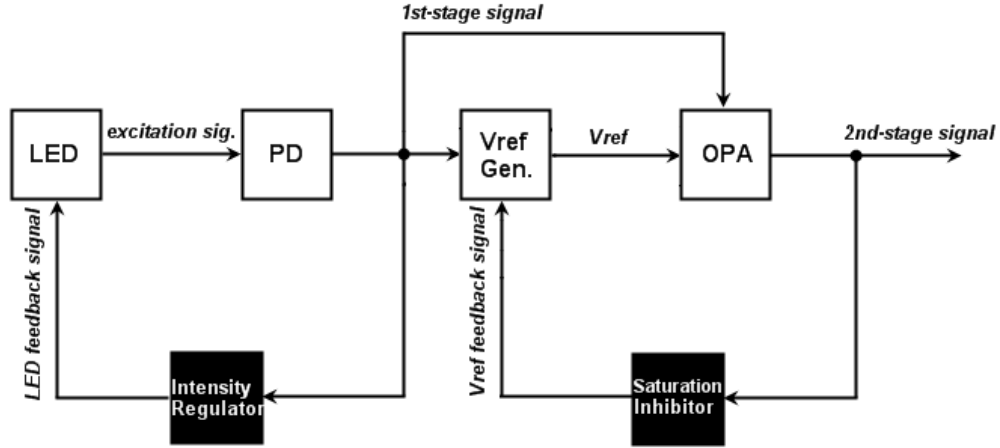 1st-stage signal
excitation sig.
2nd-stage signal
LED
PD
Vref
Gen.
Vref
OPA
LED feedback signal
Vref feedback signal
Intensity
Regulator
Saturation
Inhibitor